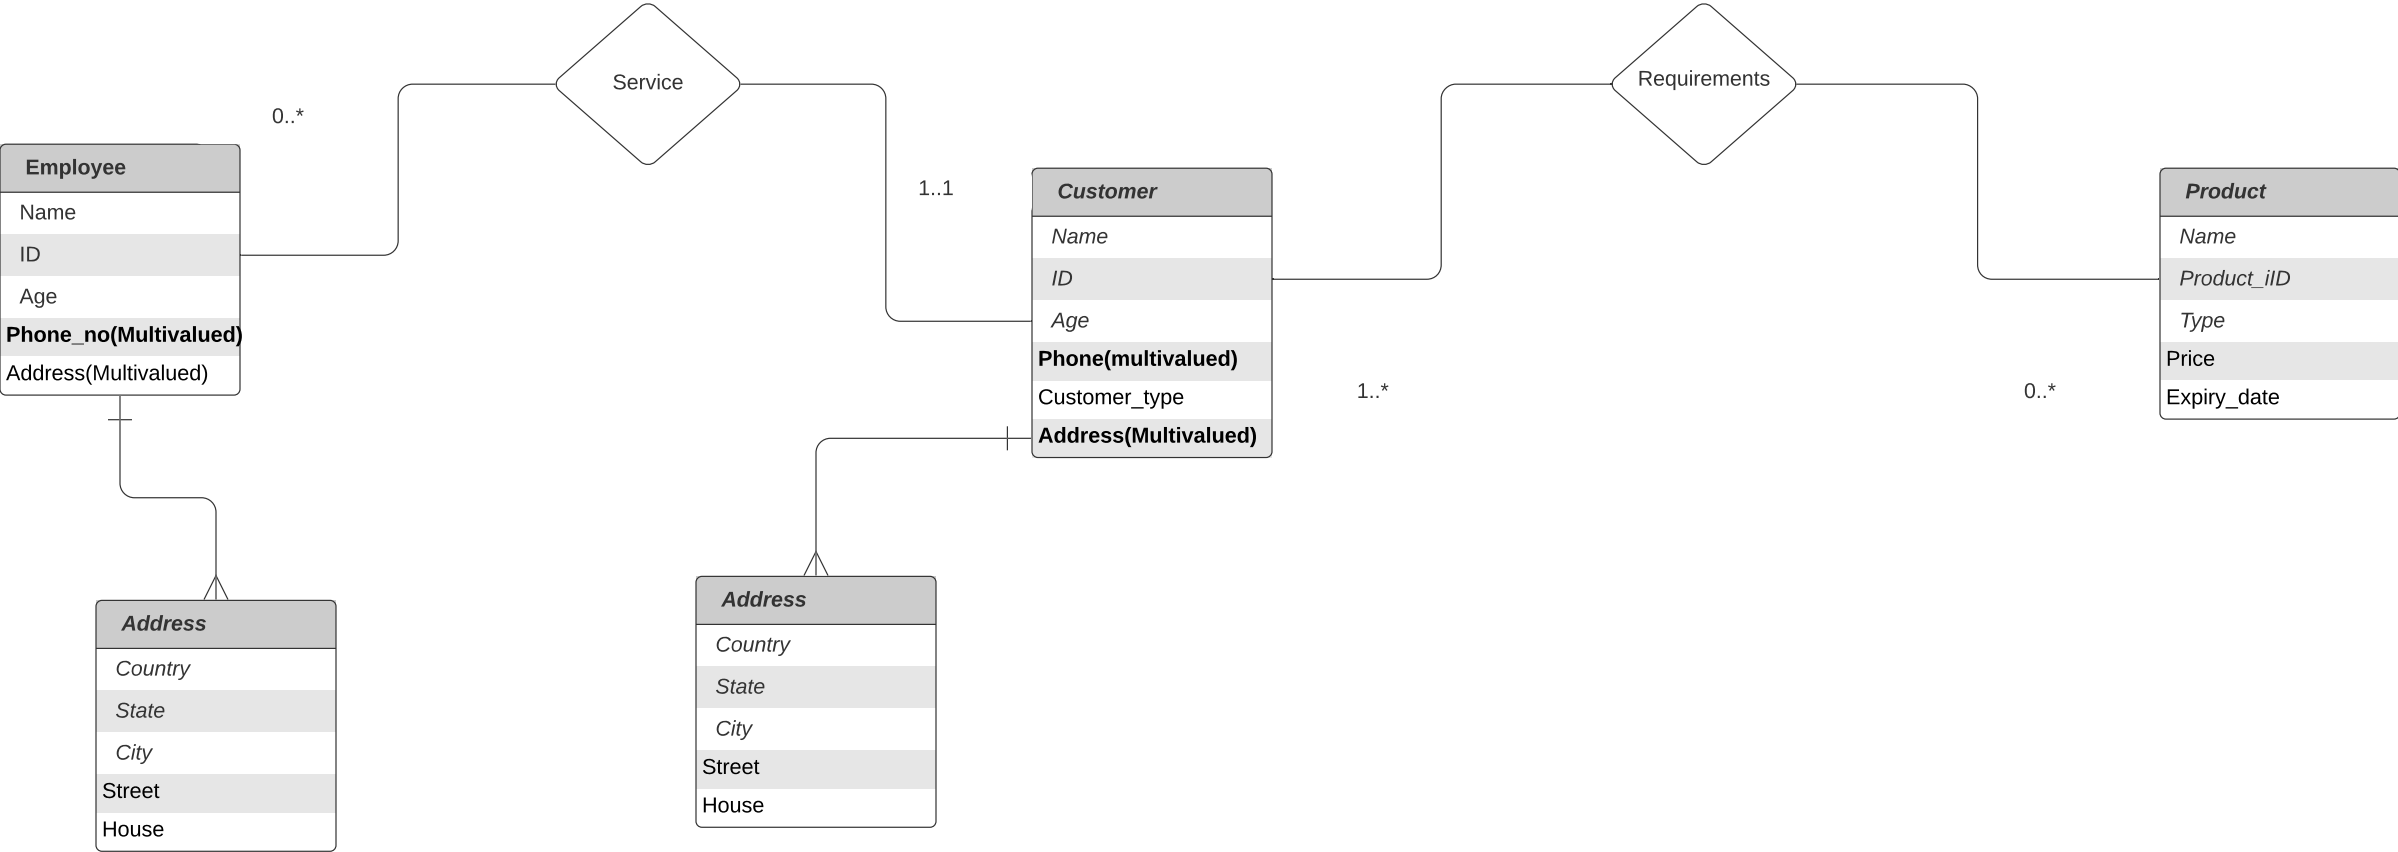 Service
Requirements
0..*
Employee
Name
ID
Age
Phone_no(Multivalued)
Address(Multivalued)
1..1
Customer
Name
ID
Age
Phone(multivalued)
Customer_type
Address(Multivalued)
1..*
0..*
Product
Name
Product_iID
Type
Price
Expiry_date
Address
Country
State
City
Street
House
Address
Country
State
City
Street
House